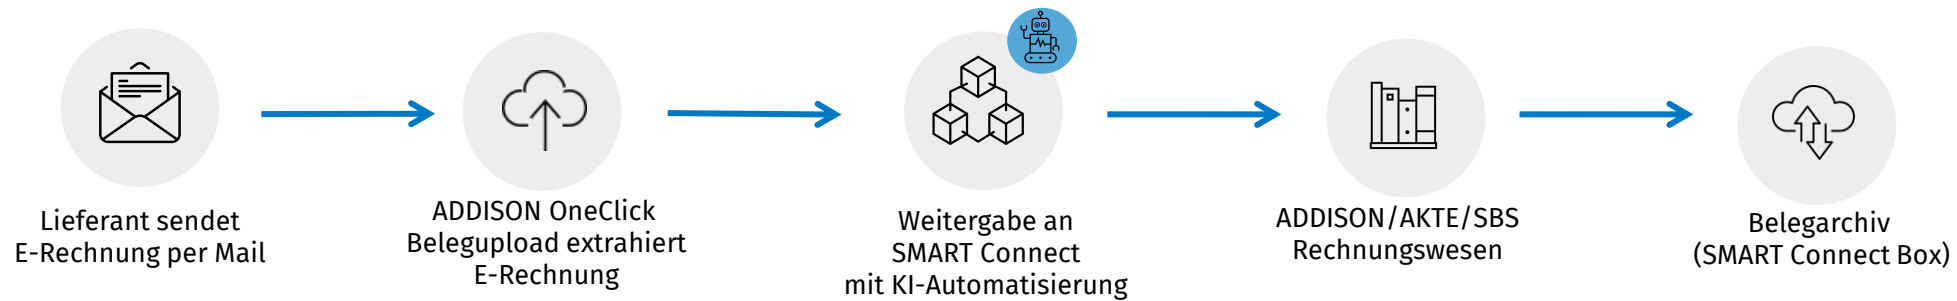 Lieferant sendet
E-Rechnung per Mail
ADDISON OneClick
Belegupload extrahiert
E-Rechnung
Weitergabe an
SMART Connect
mit KI-Automatisierung
ADDISON/AKTE/SBS
Rechnungswesen
Belegarchiv
(SMART Connect Box)